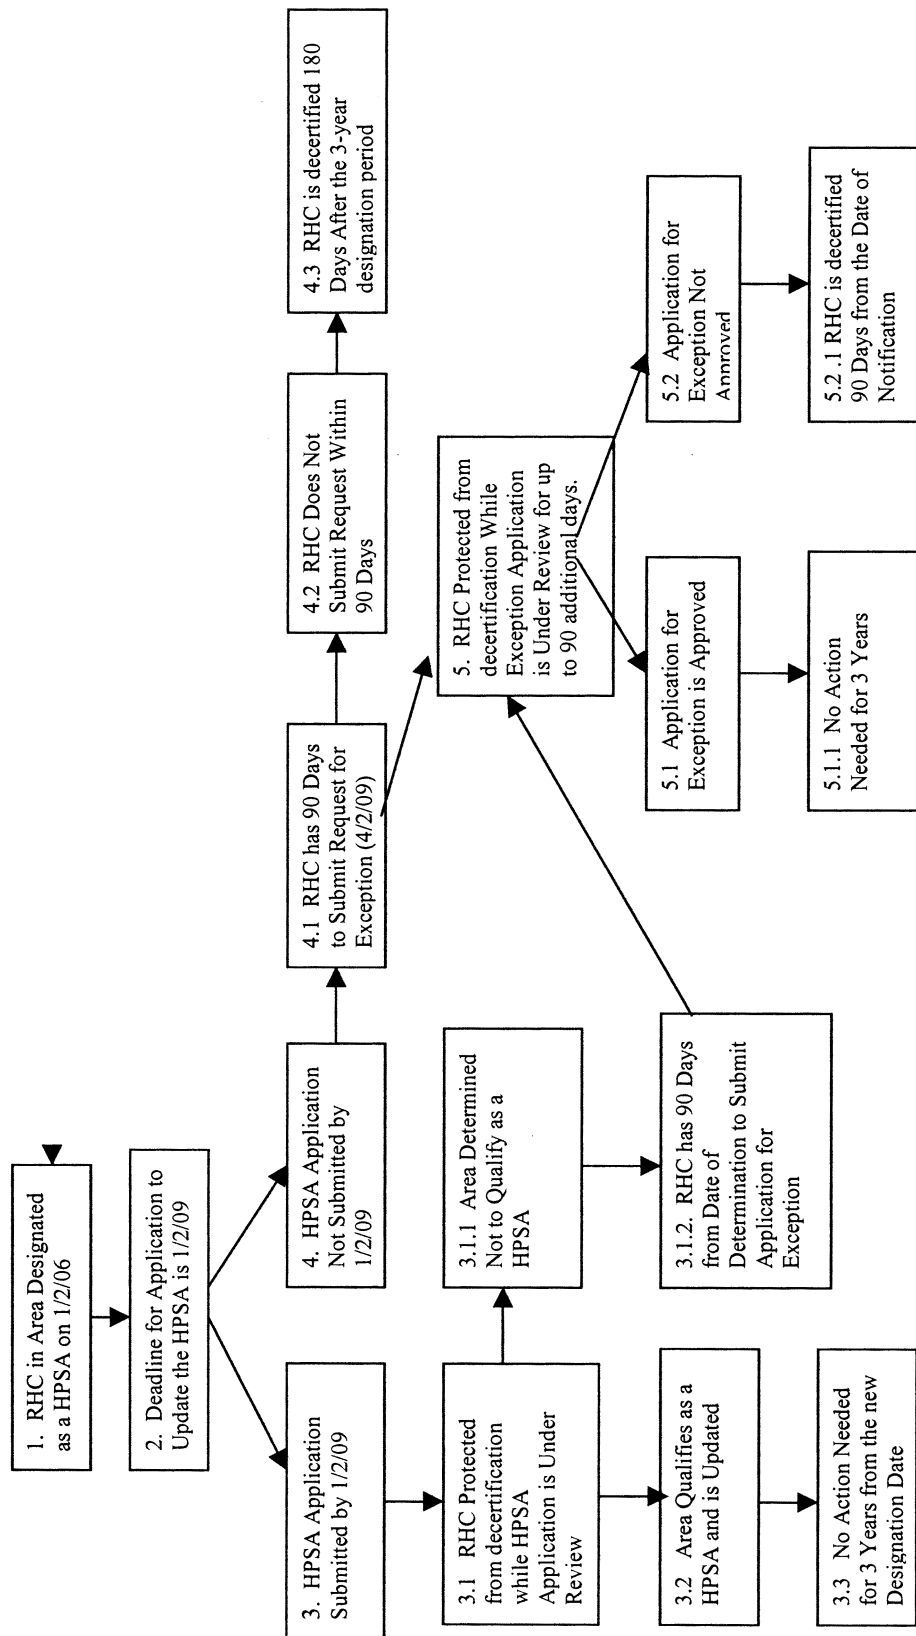 1. RHC in Area Designated
as a HPSA on 1/2/06
2. Deadline for Application to
Update the HPSA is 1/2/09
3. HPSA Application
Submitted by 1/2/09
4. HPSA Application
Not Submitted by
1/2/09
4.1 RHC has 90 Days
to Submit Request for
Exception (4/2/09)
4.2 RHC Does Not
Submit Request Within
90 Days
4.3 RHC is decertified 180
Days After the 3-year
designation period
3.1 RHC Protected
from decertification
while HPSA
Application is Under
Review
3.1.1 Area Determined
Not to Qualify as a
HPSA
5. RHC Protected from
decertification While
Exception Application
is Under Review for up
to 90 additional days.
3.2 Area Qualifies as a
HPSA and is Updated
3.1.2. RHC has 90 Days
from Date of
Determination to Submit
Application for
Exception
5.1 Application for
Exception is Approved
5.2 Application for
Exception Not
Approved
3.3 No Action Needed
for 3 Years from the new
Designation Date
5.1.1 No Action
Needed for 3 Years
5.2 .1 RHC is decertified
90 Days from the Date of
Notification